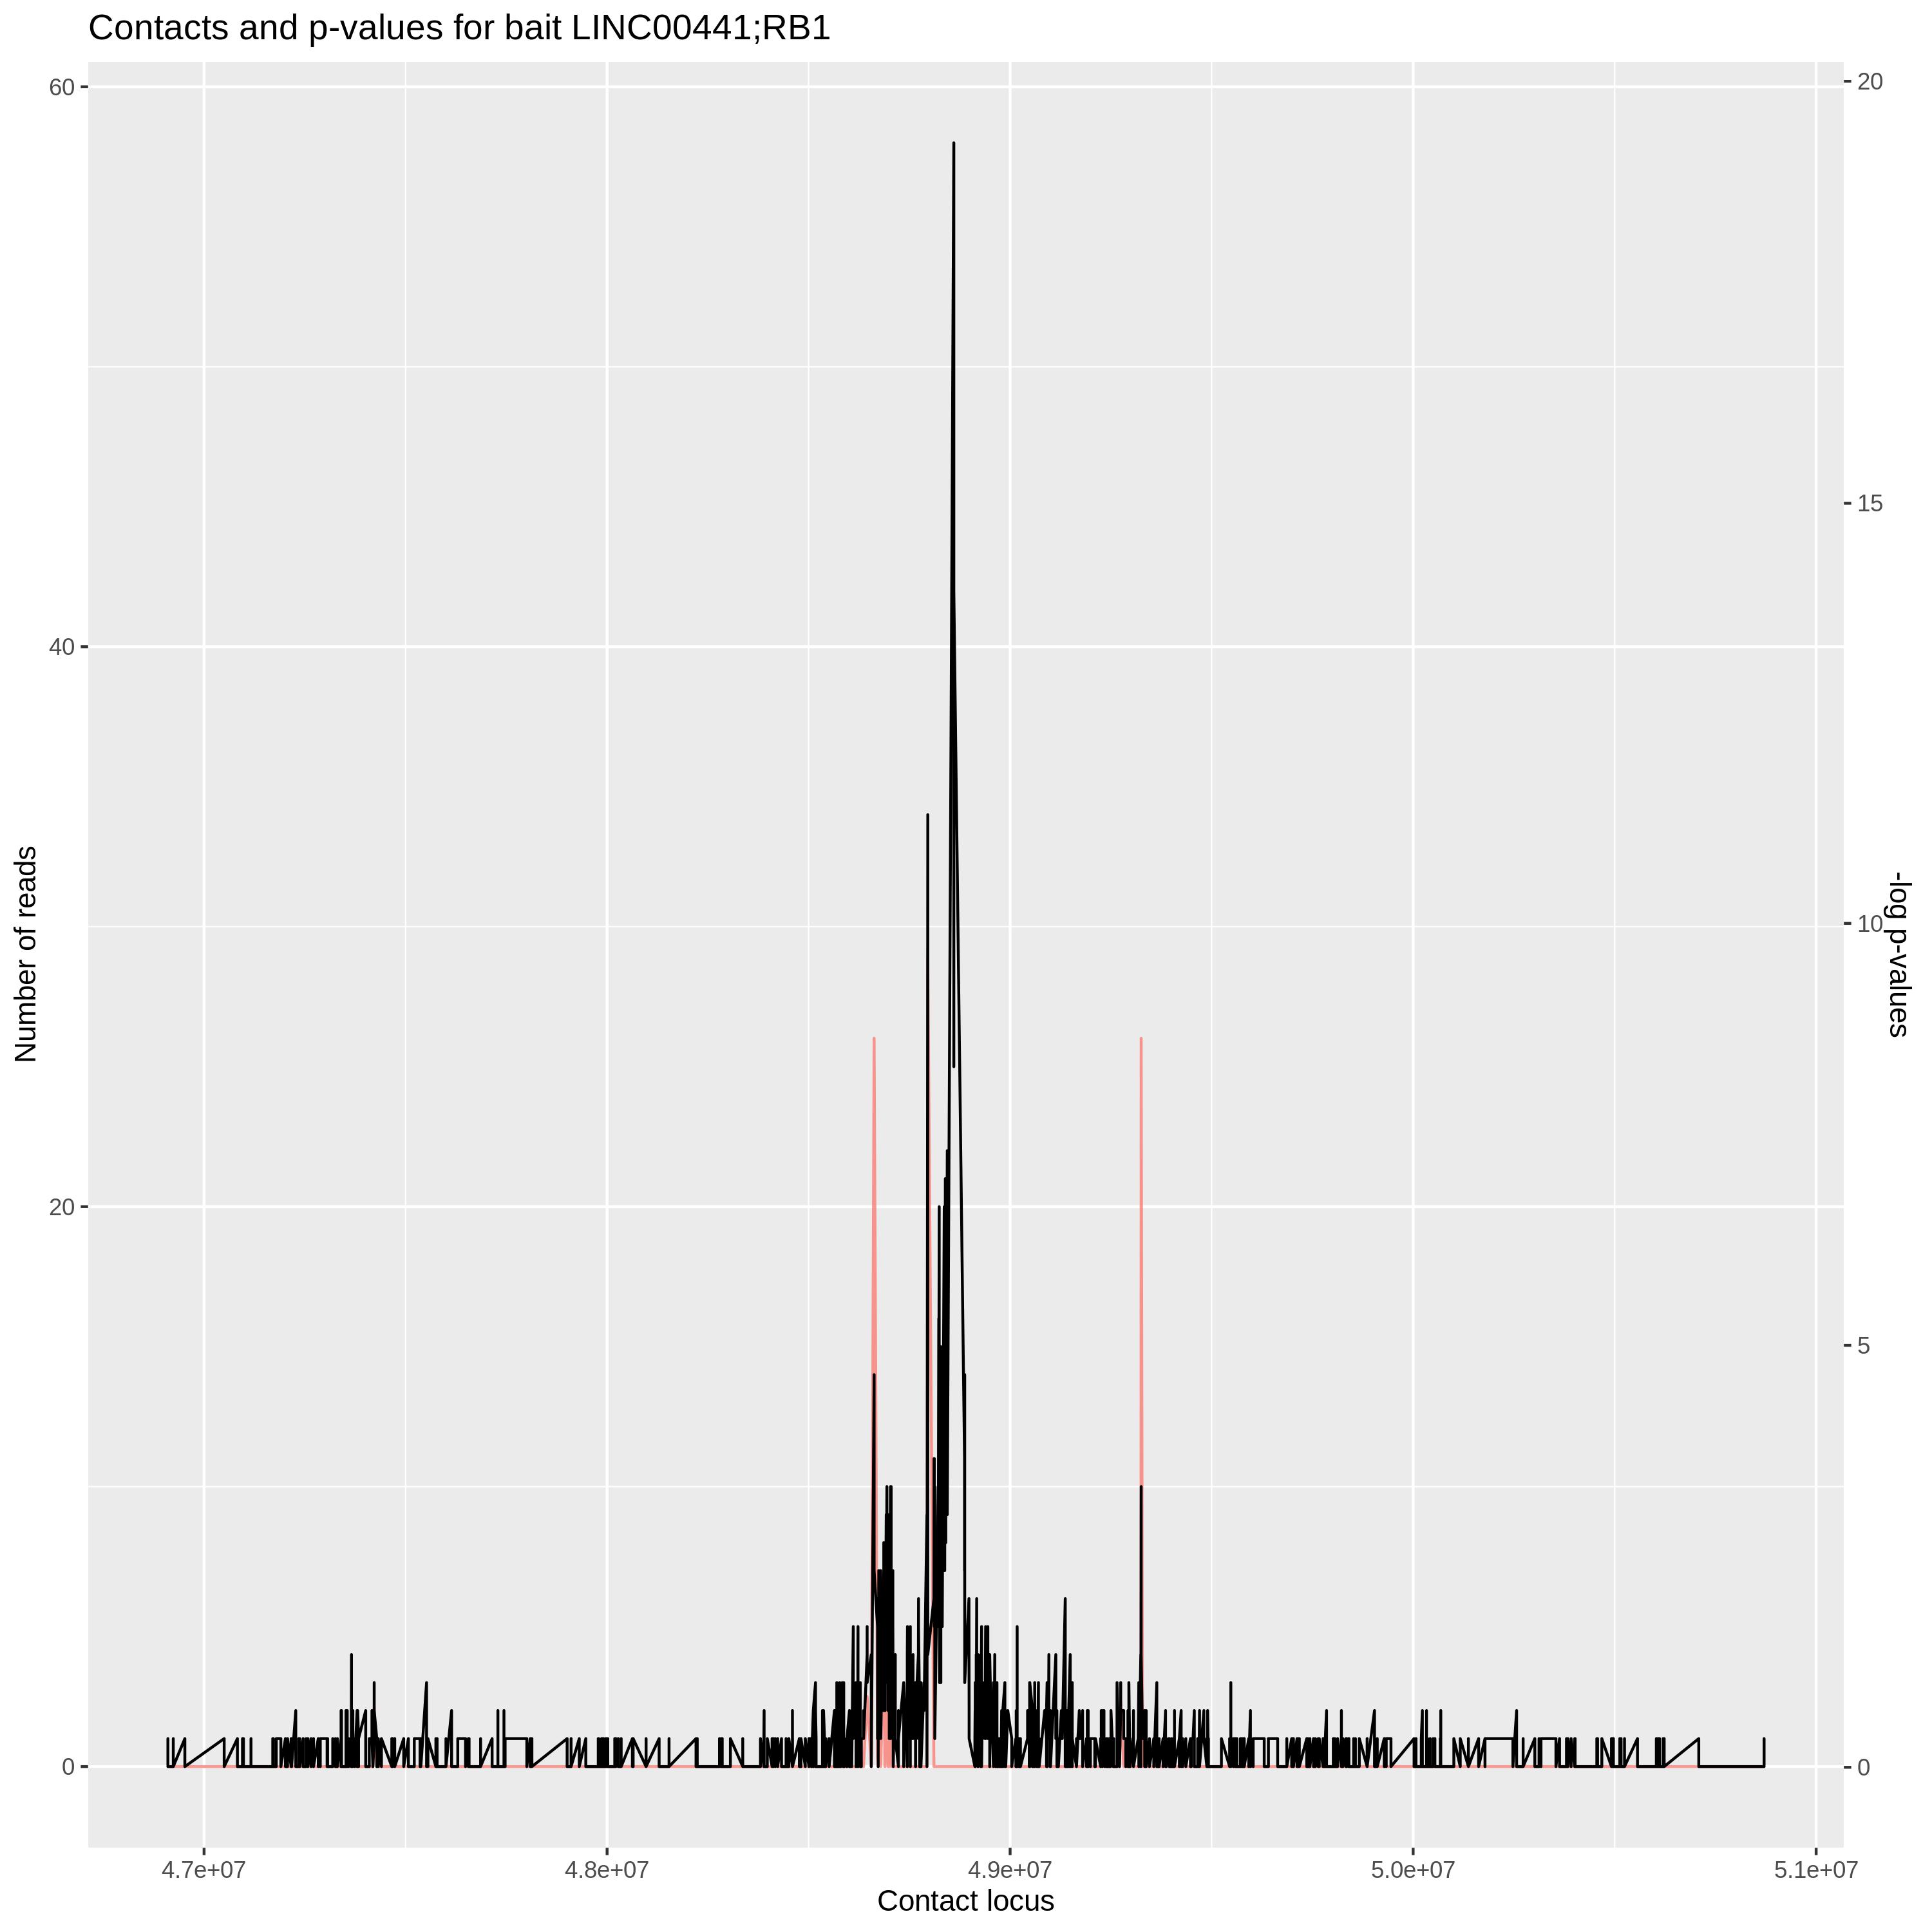 Contacts and p-values for bait LINC00441;RB1
Number of reads
60
40
20
0
20
15
10
5
0
-log p-values
4.7e+07 4.8e+07 4.9e+07 5.0e+07 5.1e+07
Contact locus